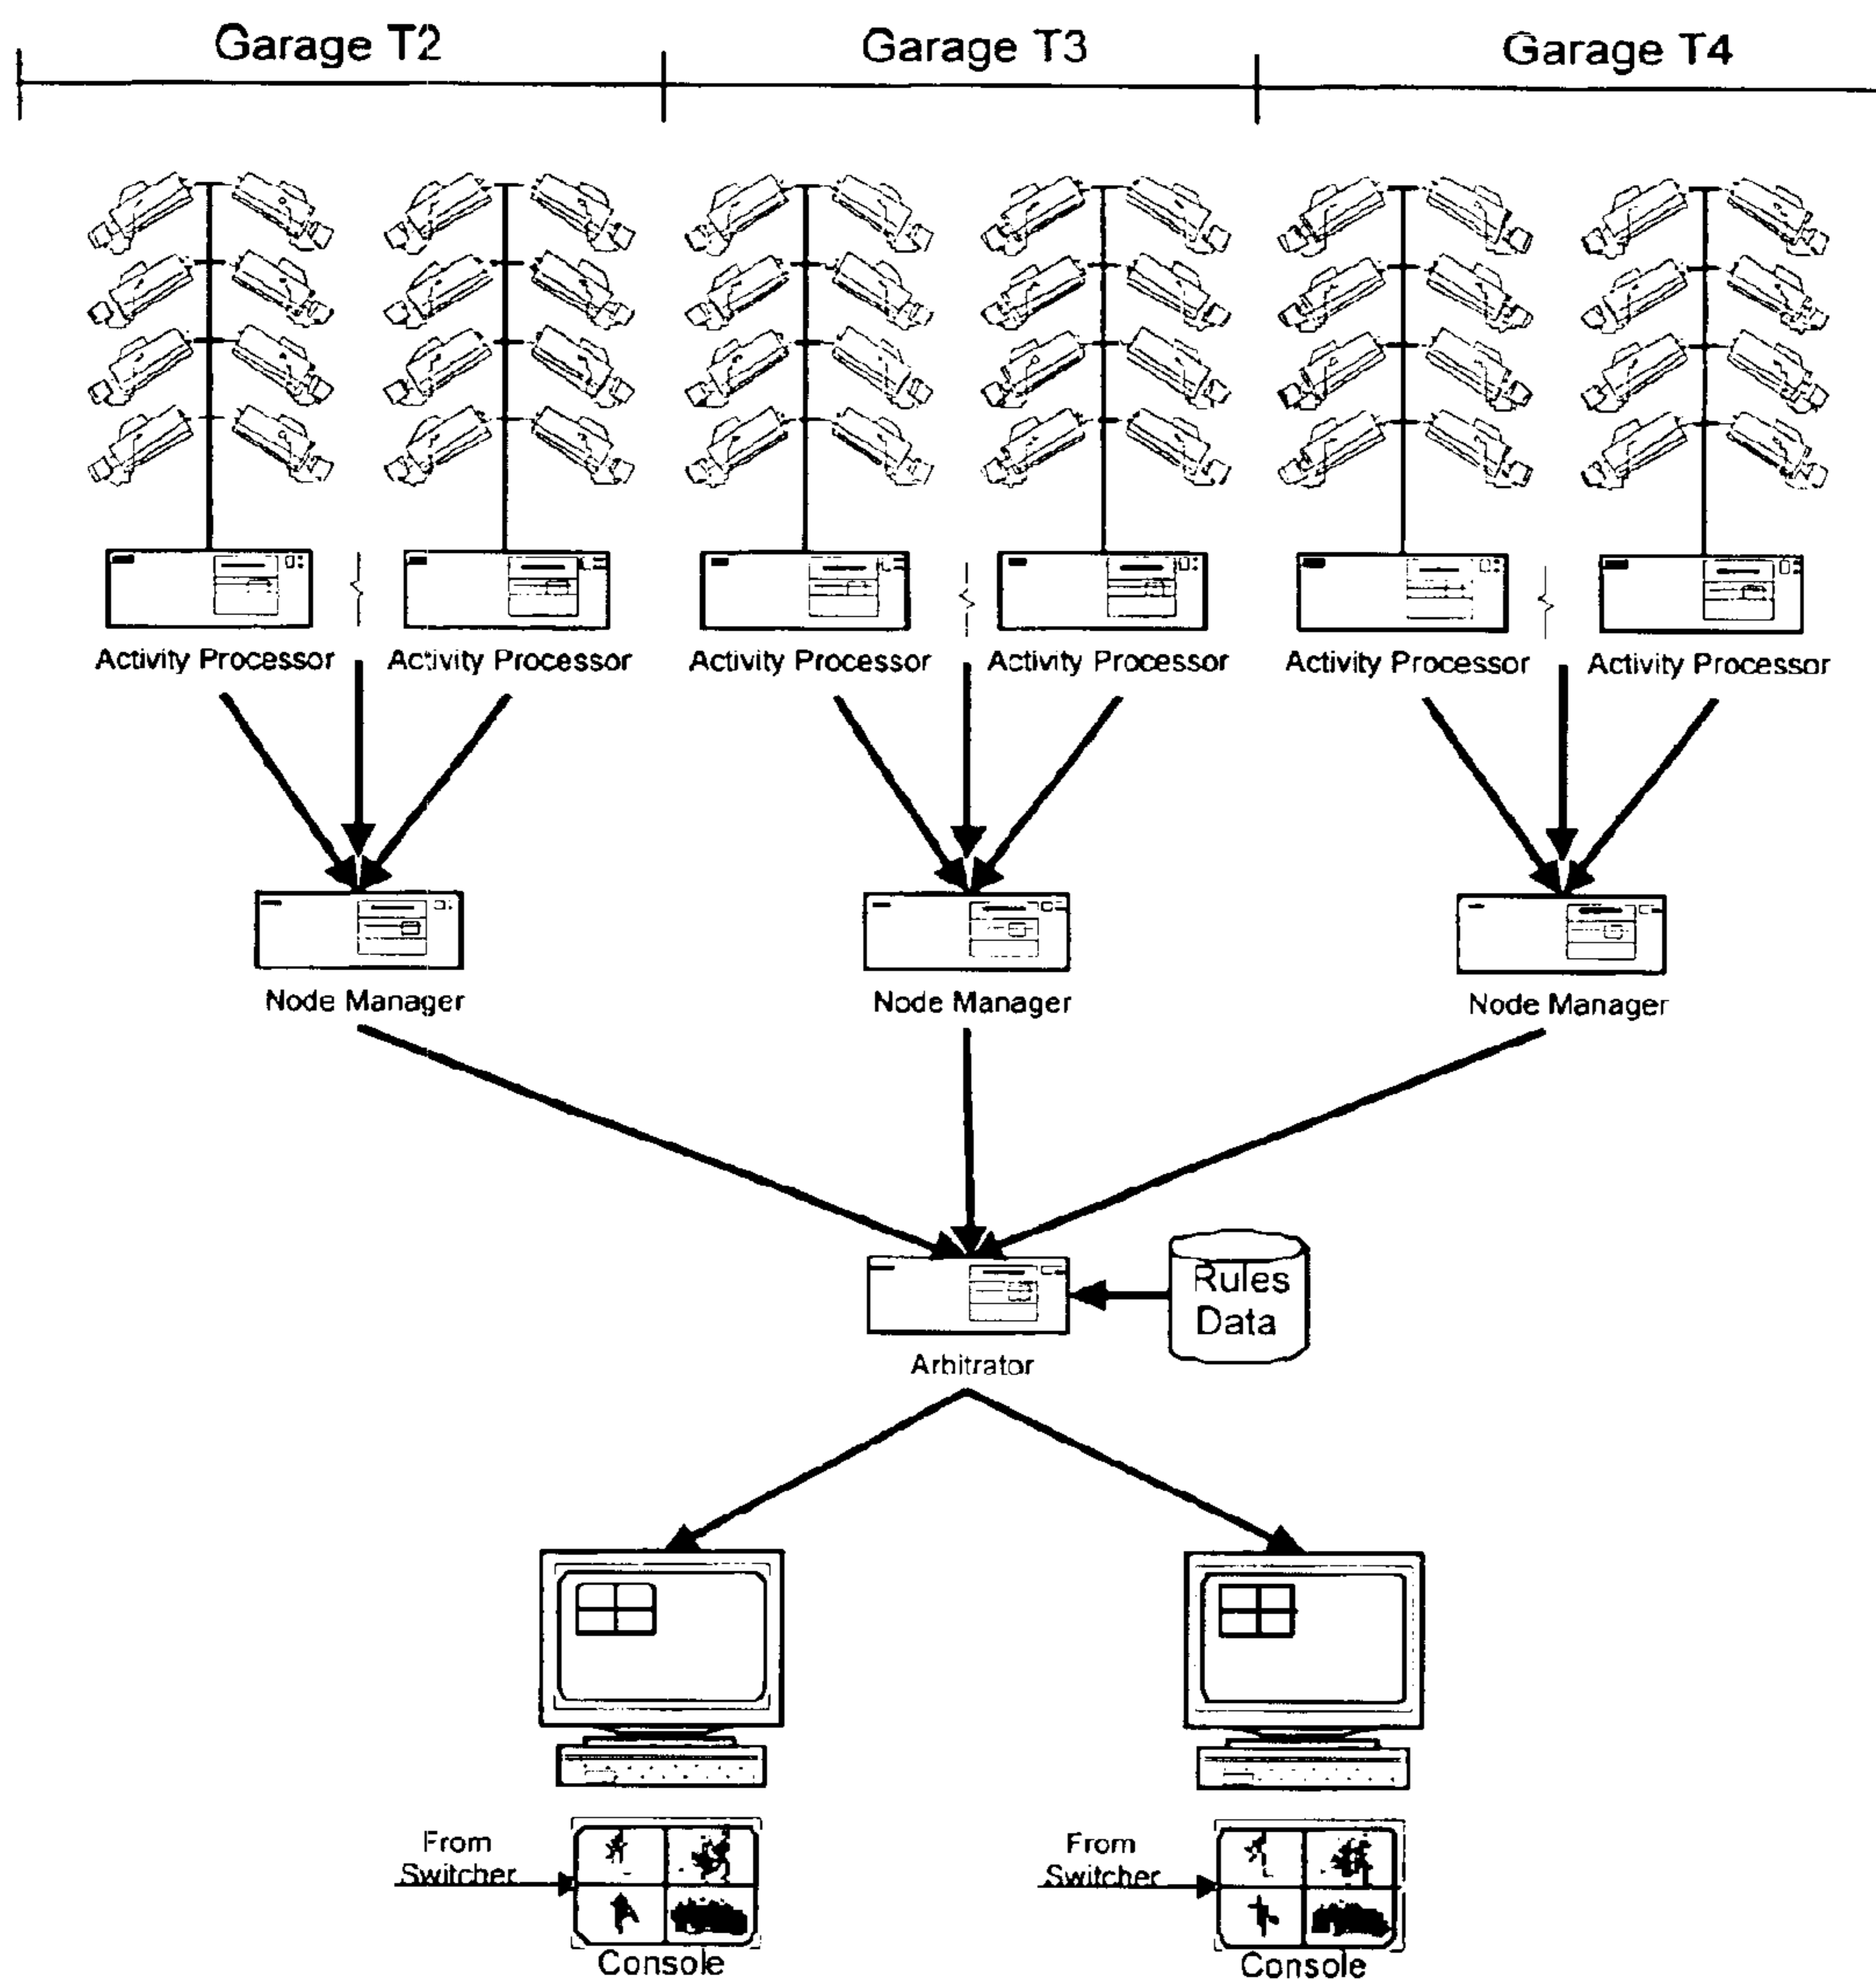 Garage T2
Garage T3
Garage T4
Activity Processor
Activity Processor
Activity Processor
Activity Processor
Activity Processor
Activity Processor
Node Manager
Node Manager
Node Manager
Rules
Data
Arbitrator
From
Switcher
From
Switcher
Console
Console